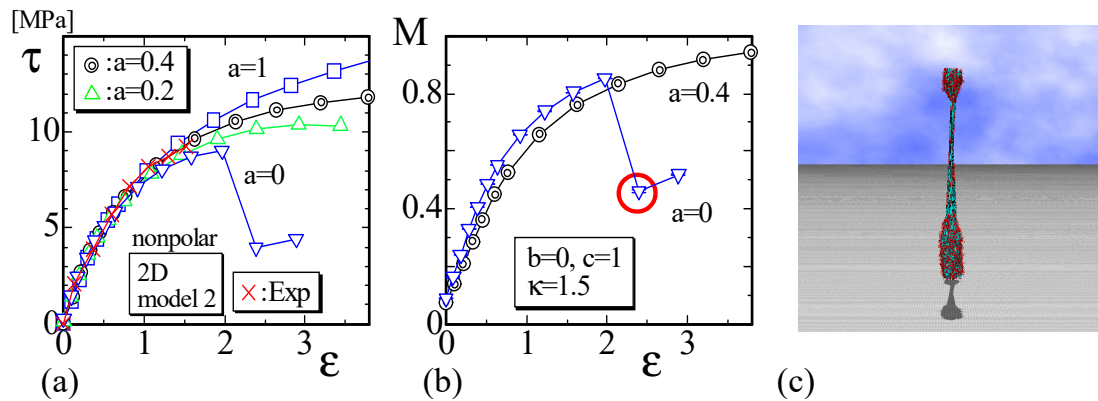 [MPa]
τ
:a=0.4
:a=0.2
a=1
a=0
nonpolar
2D
model 2
:Exp
10
5
0
0 1 2 3
ε
(a)
M
0.8
0.4
0
a=0.4
a=0
b=0, c=1
κ=1.5
0 1 2 3
ε
(b)
(c)